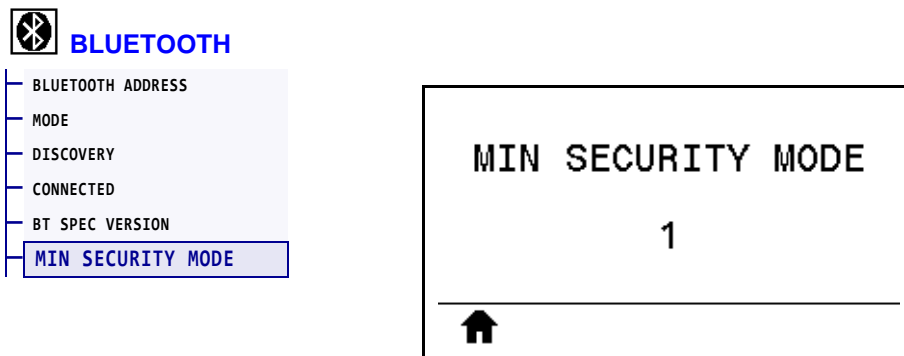 BLUETOOTH
BLUETOOTH ADDRESS
MODE
DISCOVERY
CONNECTED
BT SPEC VERSION
MIN SECURITY MODE
MIN SECURITY MODE
1